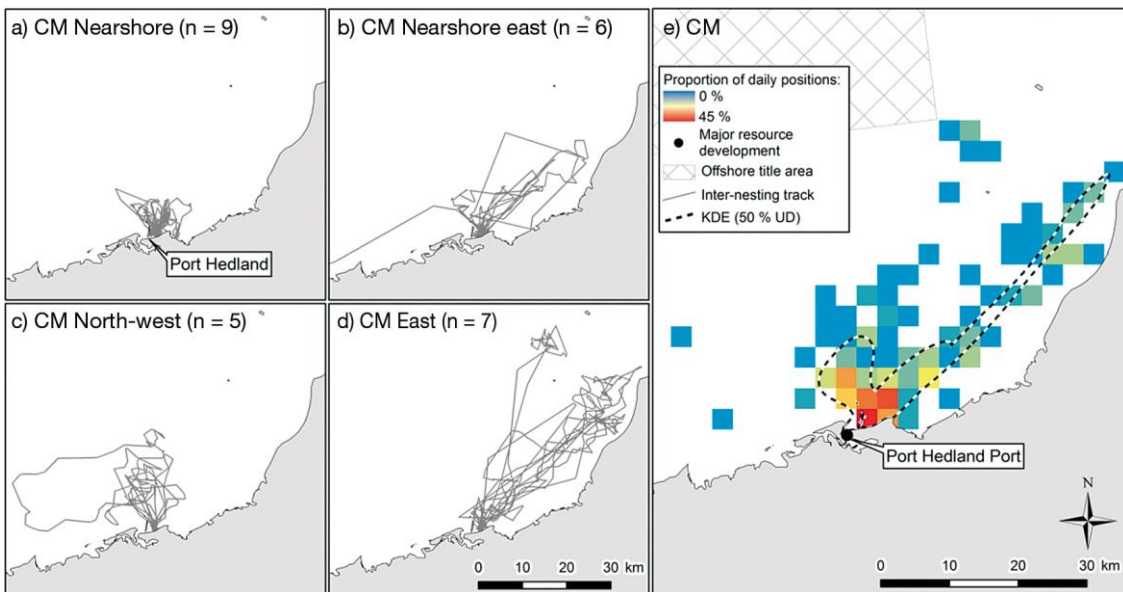 a) CM Nearshore (n = 9)
Port Hedland
b) CM Nearshore east (n = 6)
c) CM North-west (n = 5)
d) CM East (n = 7)
0 10 20 30 km
e) CM
Proportion of daily positions:
0 %
45 %
Major resource
development
Offshore title area
Inter-nesting track
KDE (50 % UD)
Port Hedland Port
N
0 10 20 30 km